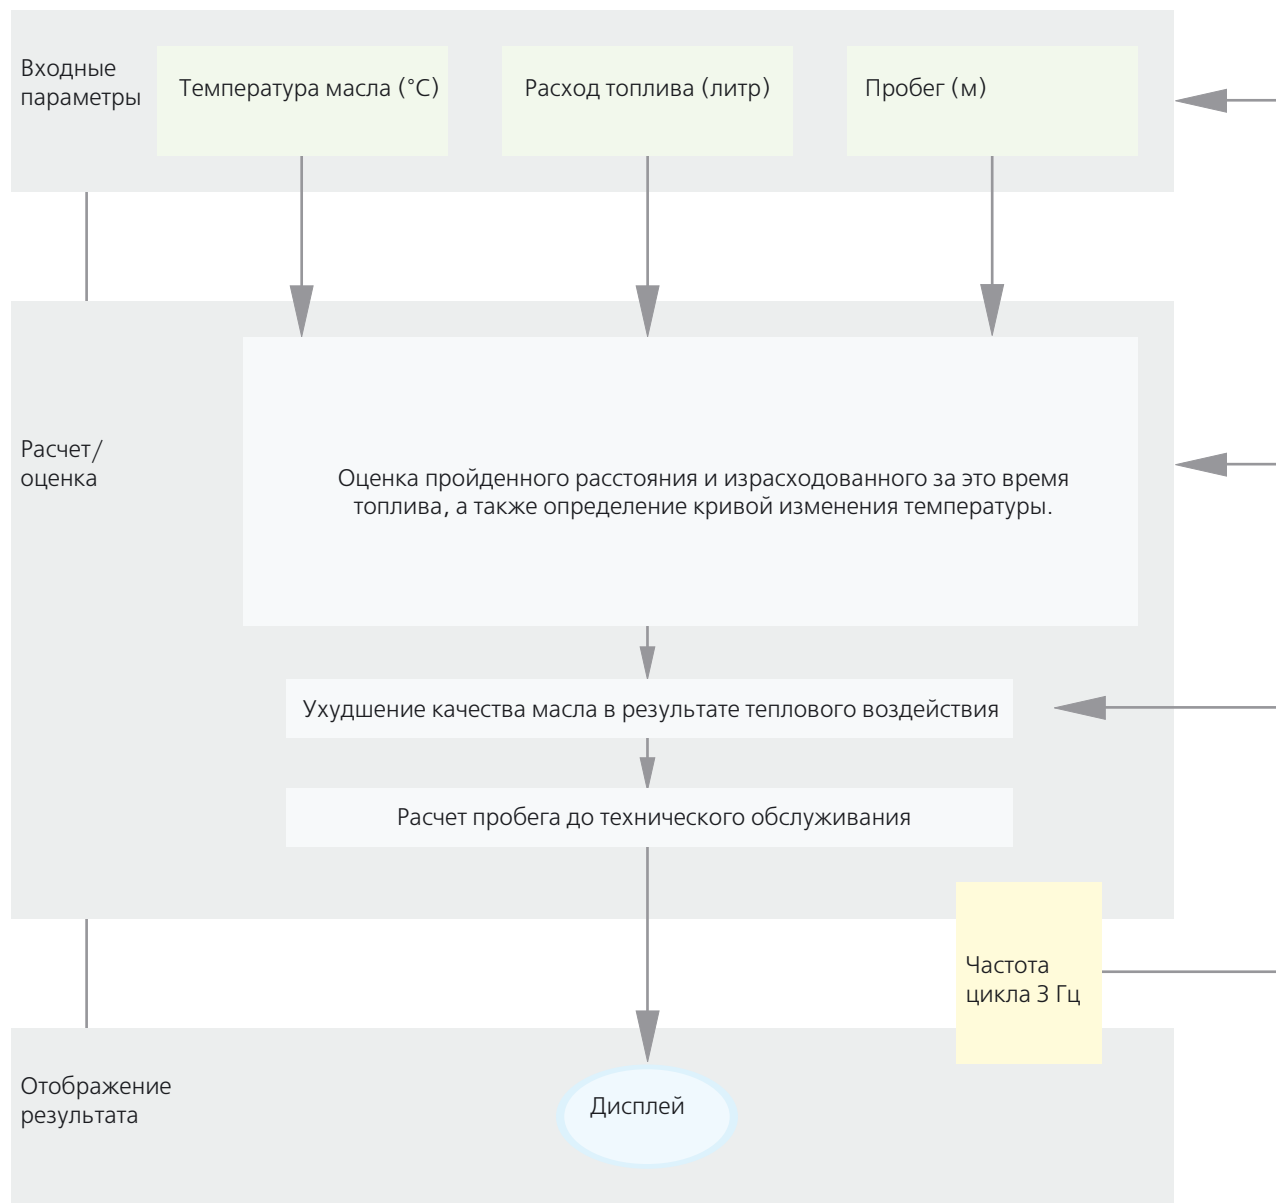 Входные
параметры
Температура масла (°C)
Расход топлива (литр)
Пробег (м)
Расчет/
оценка
Оценка пройденного расстояния и израсходованного за это время
топлива, а также определение кривой изменения температуры.
Ухудшение качества масла в результате теплового воздействия
Расчет пробега до технического обслуживания
Частота
цикла 3 Гц
Отображение
результата
Дисплей